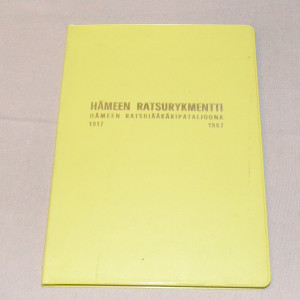 HÄMEEN RATSURYKMENTTI
HÄMEEN RATSUJÄÄKÄRIPATALJOONA
1917 1967